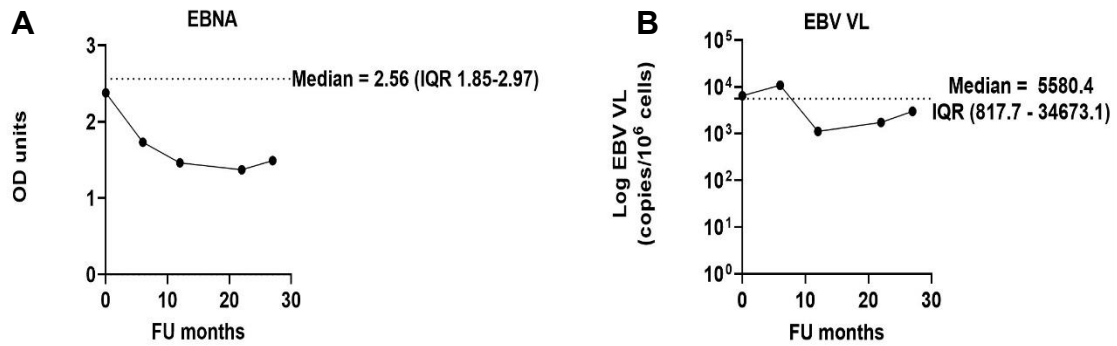 A
EBNA
3
2
1
0
OD units
Median = 2.56 (IQR 1.85-2.97)
0 10 20 30
FU months
B
EBV VL
10⁵
10⁴
10³
10²
10¹
10⁰
Log EBV VL
(copies/10⁶ cells)
Median = 5580.4
IQR (817.7 - 34673.1)
0 10 20 30
FU months